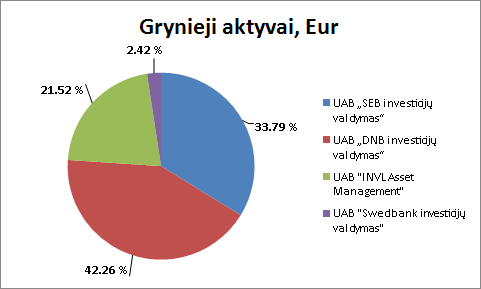 Grynieji aktyvai, Eur
2.42 %
21.52 %
33.79 %
42.26 %
UAB „SEB investicijų
valdymas“
UAB „DNB investicijų
valdymas“
UAB "INVL Asset
Management"
UAB "Swedbank investicijų
valdymas"